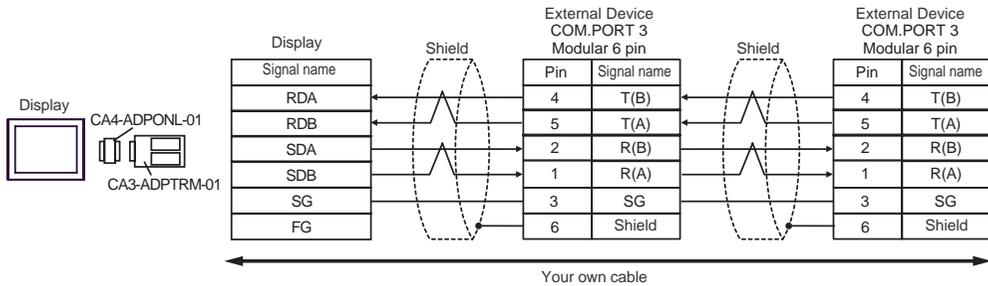 External Device
COM.PORT 3
Modular 6 pin
External Device
COM.PORT 3
Modular 6 pin
Display
Shield
Shield
Signal name
Pin Signal name
Pin Signal name
RDA 4 T(B) 4 T(B)
RDB 5 T(A) 5 T(A)
SDA 2 R(B) 2 R(B)
SDB 1 R(A) 1 R(A)
SG 3 SG 3 SG
FG 6 Shield 6 Shield
Display
CA4-ADPONL-01
CA3-ADPTRM-01
Your own cable